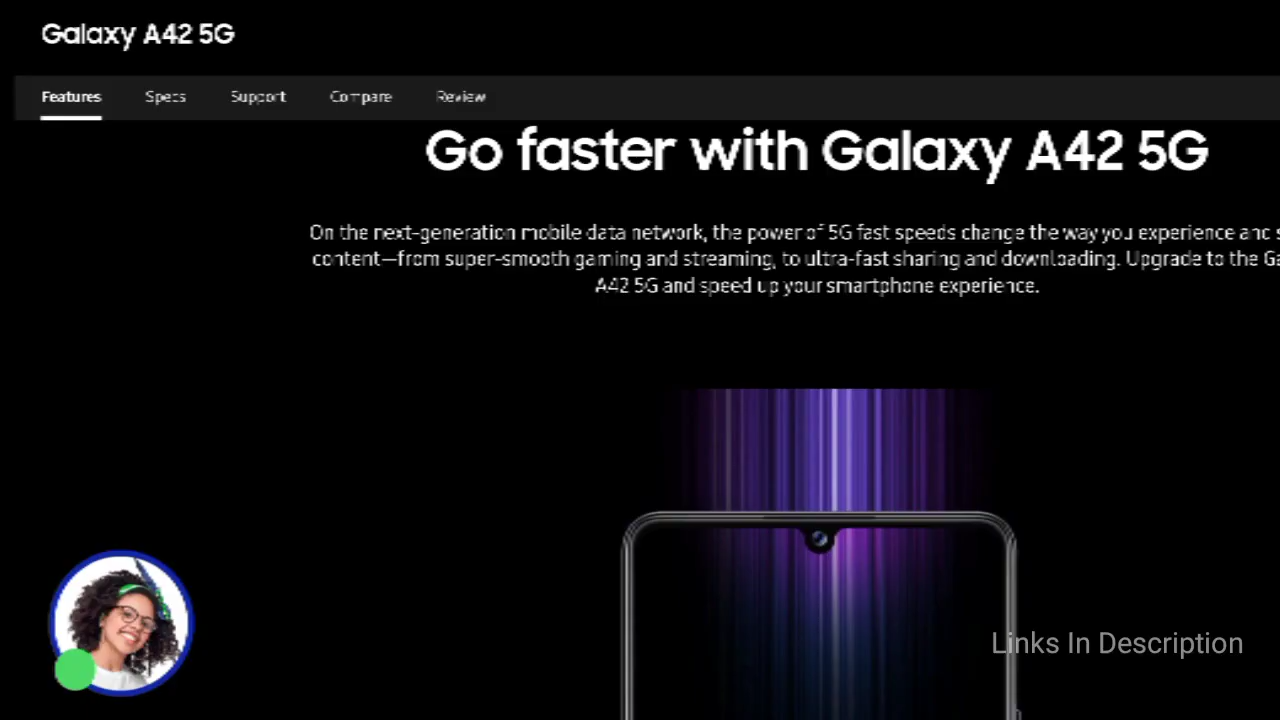 Galaxy A42 5G
Features Specs Support Compare Review
Go faster with Galaxy A42 5G
On the next-generation mobile data network, the power of 5G fast speeds change the way you experience and
content—from super-smooth gaming and streaming, to ultra-fast sharing and downloading. Upgrade to the
A42 5G and speed up your smartphone experience.
Links In Description